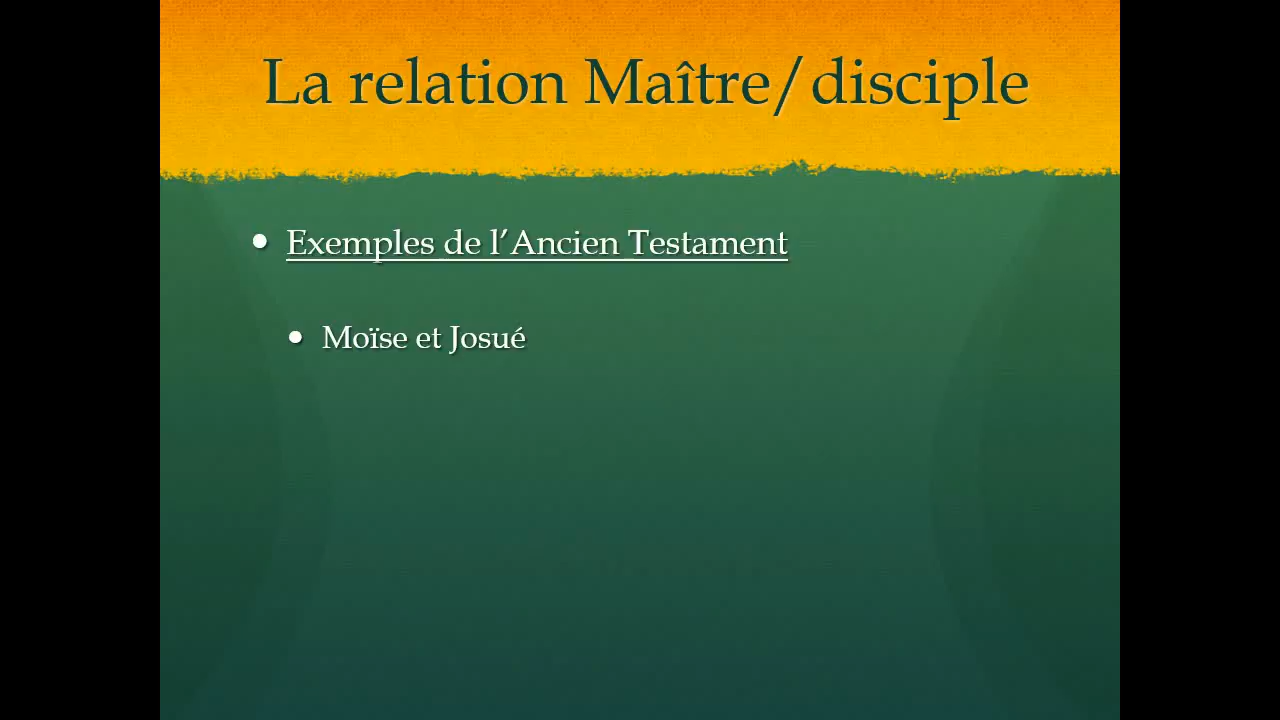 La relation Maître/disciple
• Exemples de l’Ancien Testament
• Moïse et Josué